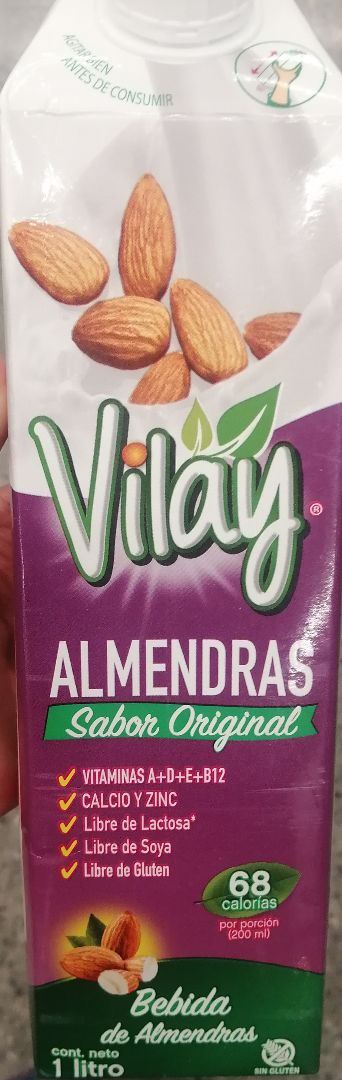 AGITAR BIEN
ANTES DE CONSUMIR
Vilay®
ALMENDRAS
Sabor Original
VITAMINAS A+D+E+B12
CALCIO Y ZINC
Libre de Lactosa*
Libre de Soya
Libre de Gluten
68
calorías
por porción
(200 ml)
Bebida
de Almendras
cont. neto
1 litro
SIN GLUTEN